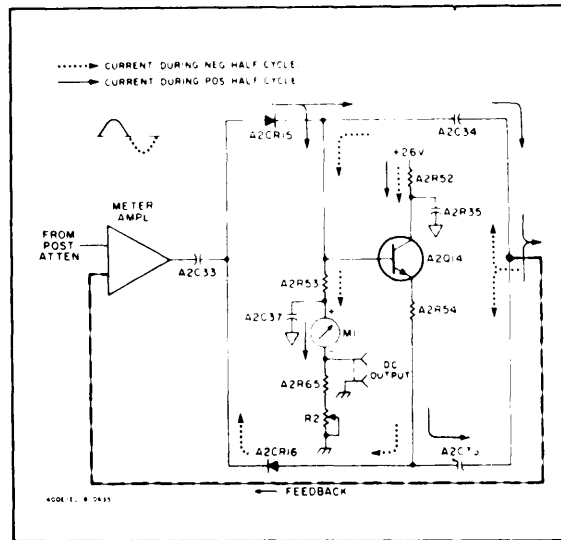 CURRENT DURING NEG HALF CYCLE.
CURRENT DURING POS HALF CYCLE
A2CR15
A2C34
+26V
A2R52
METER
AMPL
A2R35
FROM
POST
ATTEN
A2C33
A2Q14
A2R53
A2R54
A2C37
+
M1
-
DC
OUTPUT
A2R65
R2
A2CR16
FEEDBACK